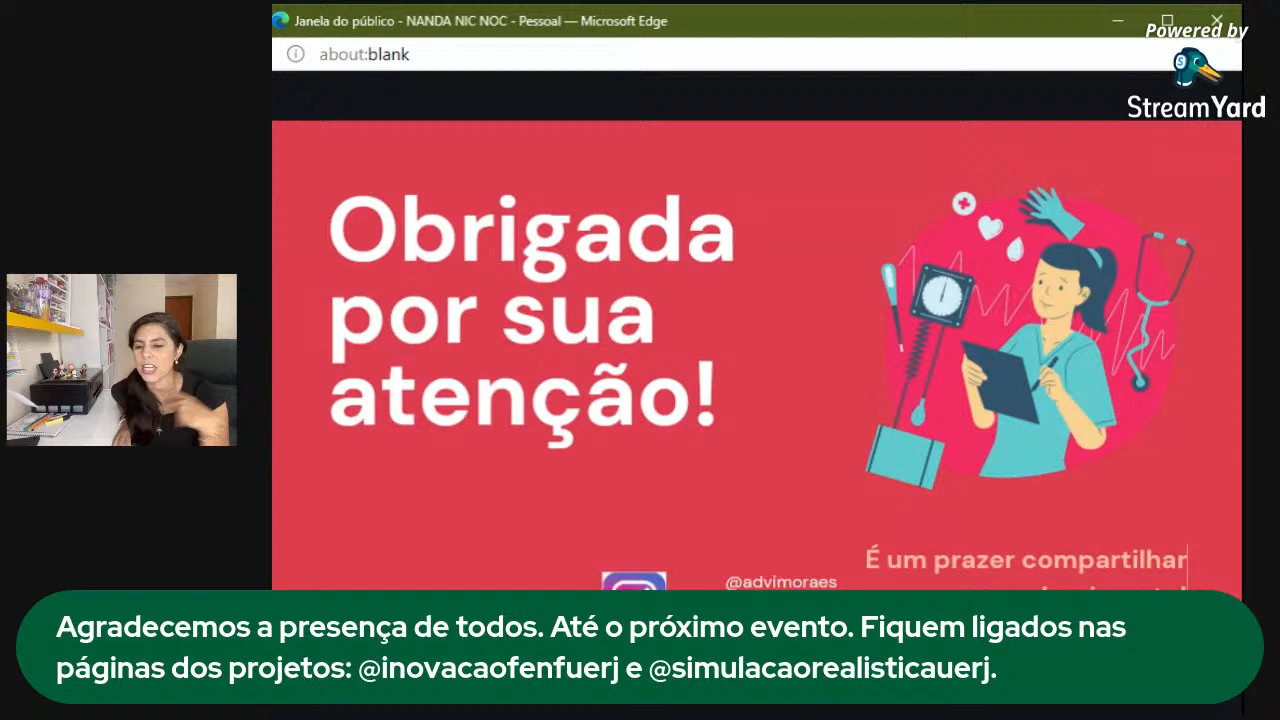 Janela do público - NANDA NIC NOC - Pessoal — Microsoft Edge
about:blank
Powered by
StreamYard
Obrigada
por sua
atenção!
É um prazer compartilhar
@advimoraes
Agradecemos a presença de todos. Até o próximo evento. Fiquem ligados nas
páginas dos projetos: @inovacaofenfuerj e @simulacaorealisticauerj.